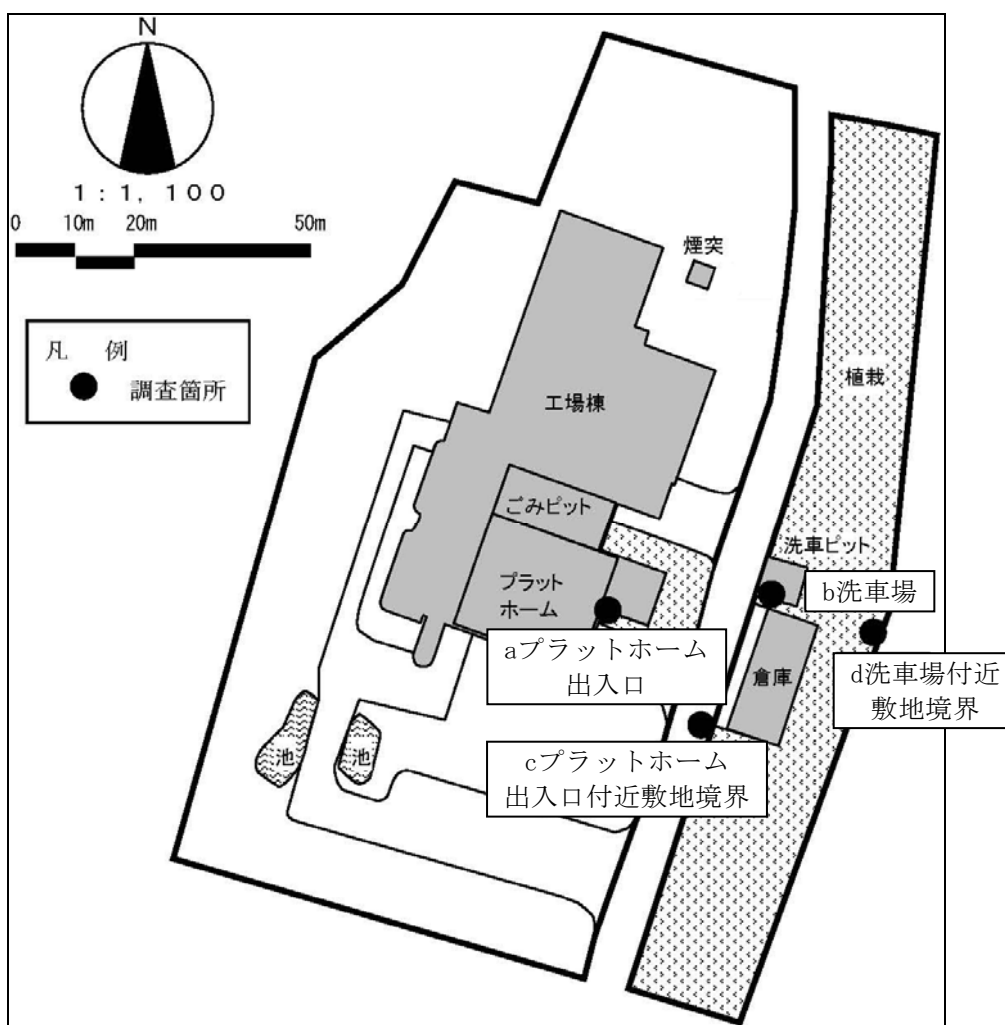 N
1：1，100
0 10m 20m 50m
凡 例
調査箇所
煙突
植栽
工場棟
ごみピット
洗車ピット
プラット
ホーム
b洗車場
aプラットホーム
出入口
倉庫
d洗車場付近
敷地境界
池
池
cプラットホーム
出入口付近敷地境界